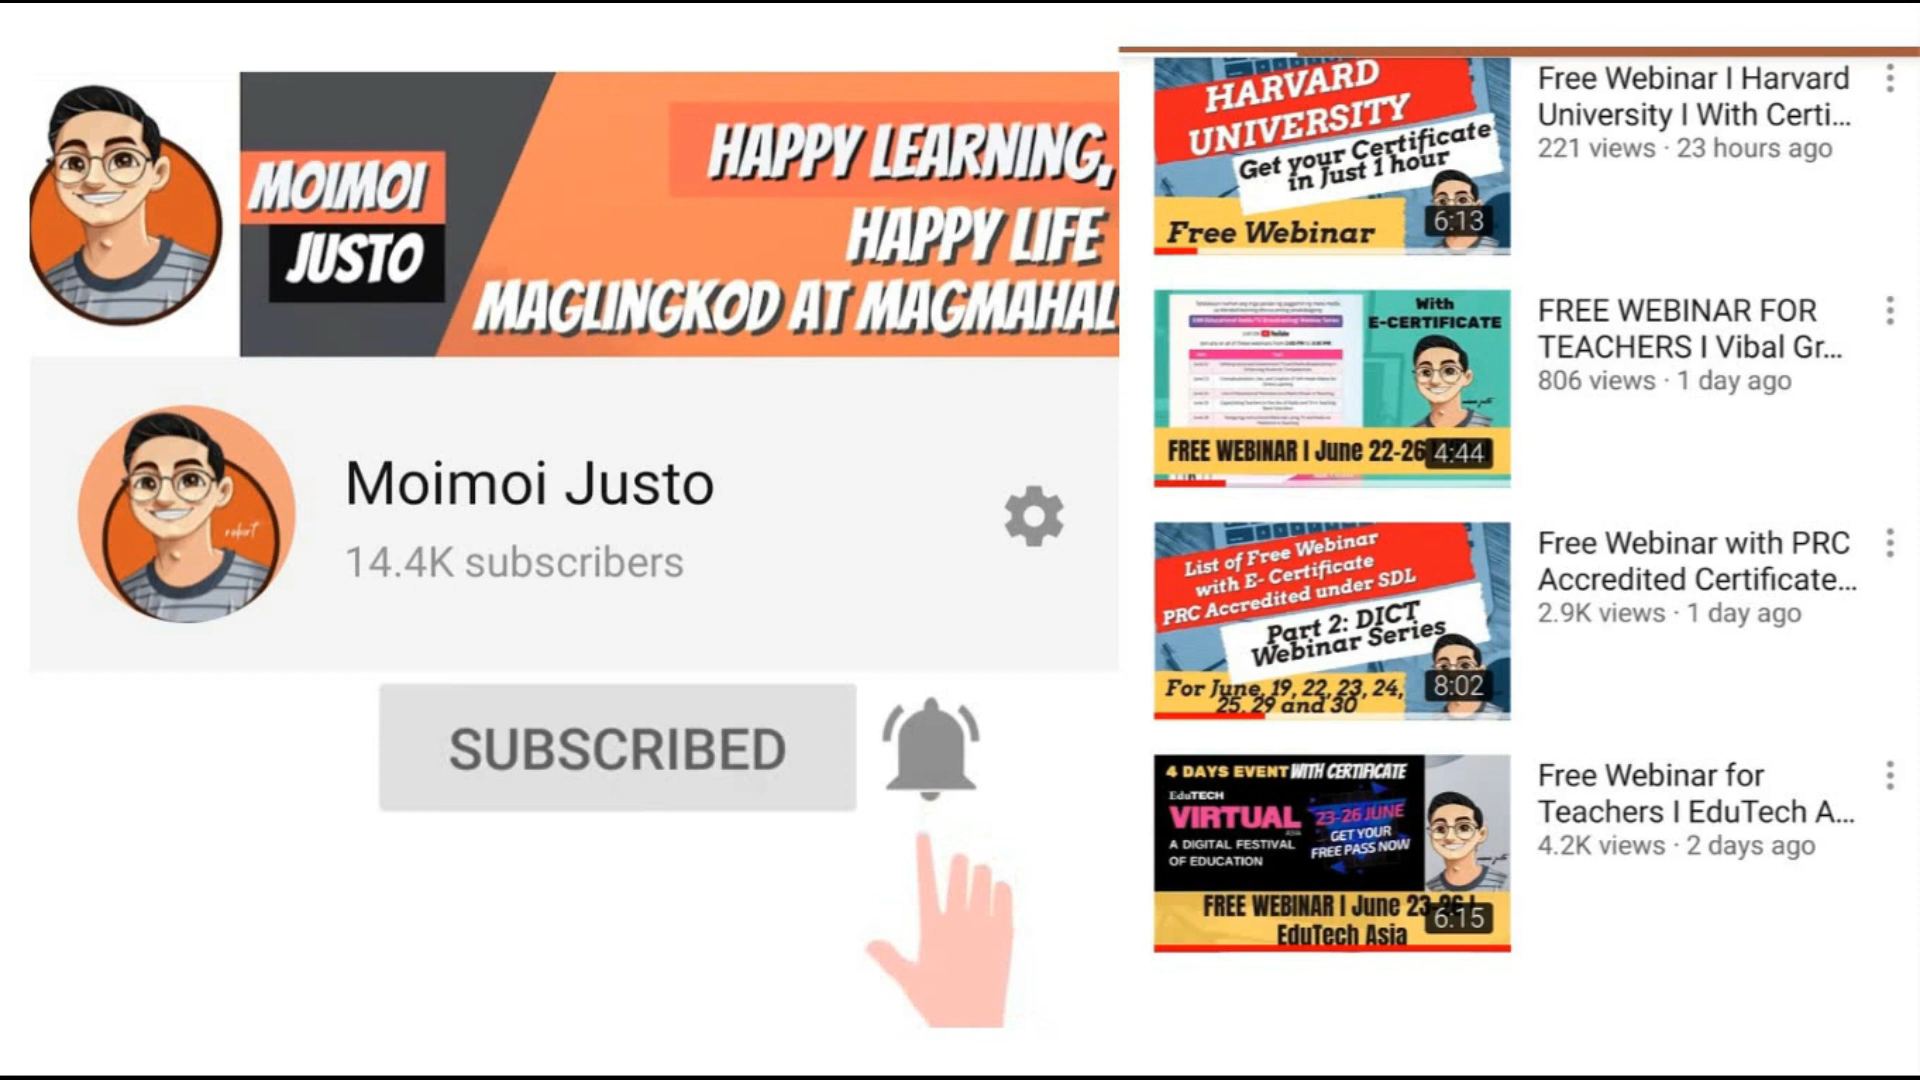 MOIMOI
JUSTO
HAPPY LEARNING,
HAPPY LIFE
MAGLINGKOD AT MAGMAHAL
Moimoi Justo
14.4K subscribers
SUBSCRIBED
HARVARD
UNIVERSITY
Get your Certificate
in Just 1 hour
Free Webinar
6:13
Free Webinar I Harvard
University I With Certi...
221 views · 23 hours ago
With
E-CERTIFICATE
FREE WEBINAR I June 22-26
4:44
FREE WEBINAR FOR
TEACHERS I Vibal Gr...
806 views · 1 day ago
List of Free Webinar
with E- Certificate
PRC Accredited under SDL
Part 2: DICT
Webinar Series
For June, 19, 22, 23, 24,
25, 29 and 30
8:02
Free Webinar with PRC
Accredited Certificate...
2.9K views · 1 day ago
4 DAYS EVENT WITH CERTIFICATE
EduTECH
VIRTUAL
ASIA
A DIGITAL FESTIVAL
OF EDUCATION
23-26 JUNE
GET YOUR
FREE PASS NOW
FREE WEBINAR I June 23-26 I
EduTech Asia
6:15
Free Webinar for
Teachers I EduTech A...
4.2K views · 2 days ago